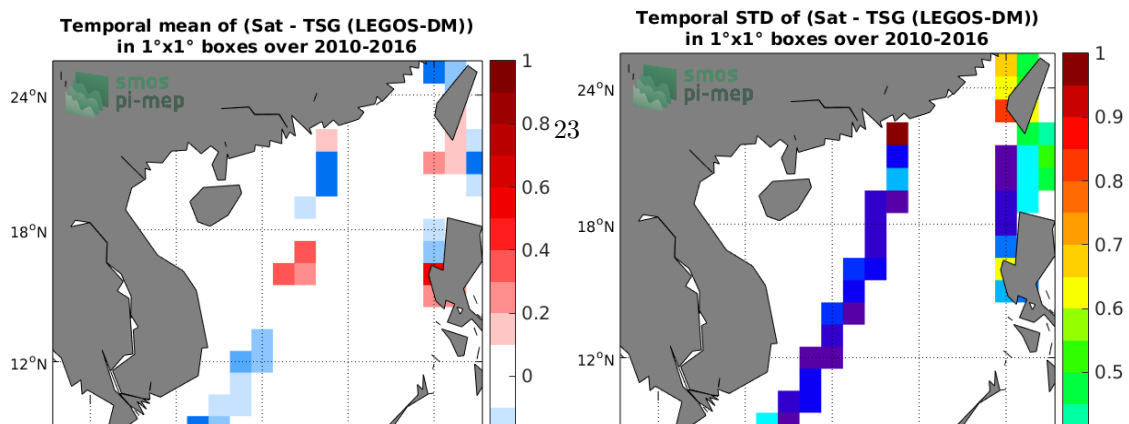 Temporal mean of (Sat - TSG (LEGOS-DM))
in 1°x1° boxes over 2010-2016
smos
pi-mep
24°N
18°N
12°N
1
0.8
0.6
0.4
0.2
0
23
Temporal STD of (Sat - TSG (LEGOS-DM))
in 1°x1° boxes over 2010-2016
smos
pi-mep
24°N
18°N
12°N
1
0.9
0.8
0.7
0.6
0.5